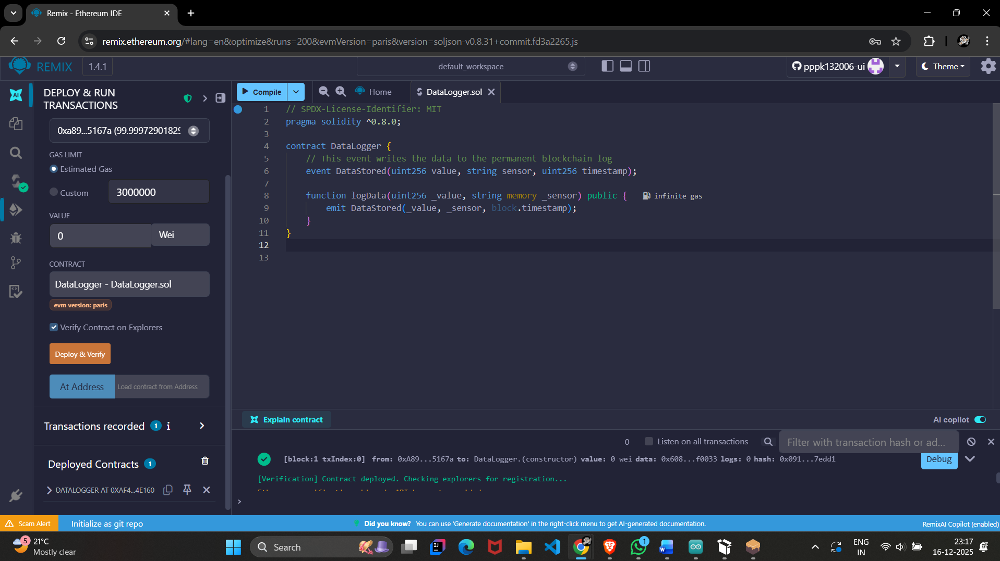 Remix - Ethereum IDE
remix.ethereum.org/#lang=en&optimize&runs=200&evmVersion=paris&version=soljson-v0.8.31+commit.fd3a2265.js
REMIX
1.4.1
default_workspace
pppk132006-ui
Theme
AI
DEPLOY & RUN
TRANSACTIONS
0xa89...5167a (99.999729018295
GAS LIMIT
Estimated Gas
Custom
3000000
VALUE
0
Wei
CONTRACT
DataLogger - DataLogger.sol
evm version: paris
Verify Contract on Explorers
Deploy & Verify
At Address
Load contract from Address
Transactions recorded 1 i
Deployed Contracts 1
DATALOGGER AT 0XAF4...4E160
Compile
Home
DataLogger.sol
1 // SPDX-License-Identifier: MIT
2 pragma solidity ^0.8.0;
3
4 contract DataLogger {
5 // This event writes the data to the permanent blockchain log
6 event DataStored(uint256 value, string sensor, uint256 timestamp);
7
8 function logData(uint256 _value, string memory _sensor) public { infinite gas
9 emit DataStored(_value, _sensor, block.timestamp);
10 }
11 }
12
13
Explain contract
AI copilot
0
Listen on all transactions
Filter with transaction hash or ad...
[block:1 txIndex:0] from: 0xA89...5167a to: DataLogger.(constructor) value: 0 wei data: 0x608...f0033 logs: 0 hash: 0x091...7edd1
Debug
[Verification] Contract deployed. Checking explorers for registration...
>
Scam Alert
Initialize as git repo
Did you know? You can use 'Generate documentation' in the right-click menu to get AI-generated documentation.
RemixAI Copilot (enabled)
5
21°C
Mostly clear
Search
1
ENG
IN
23:17
16-12-2025